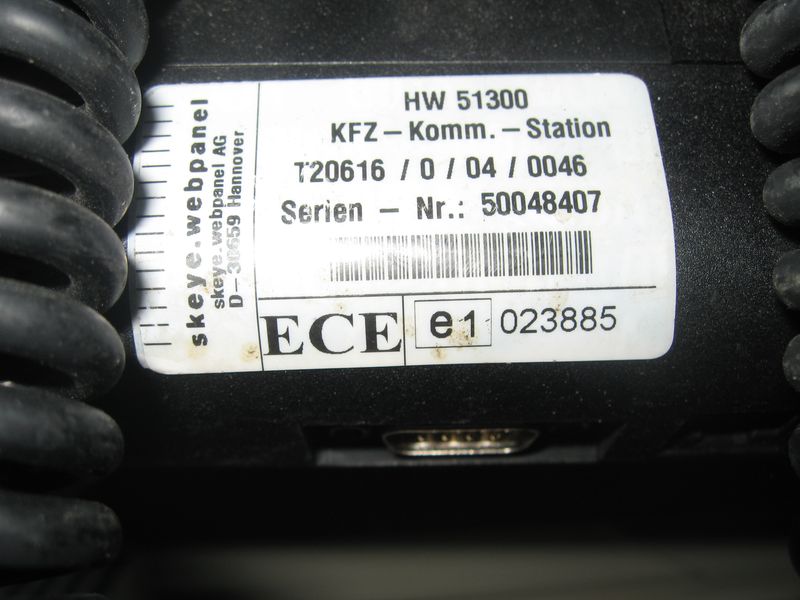 HW 51300
KFZ-Komm.-Station
T20616 / 0 / 04 / 0046
Serien - Nr.: 50048407
ECE
e1 023885
skeye.webpanel
skeye.webpanel AG
D-30659 Hannover